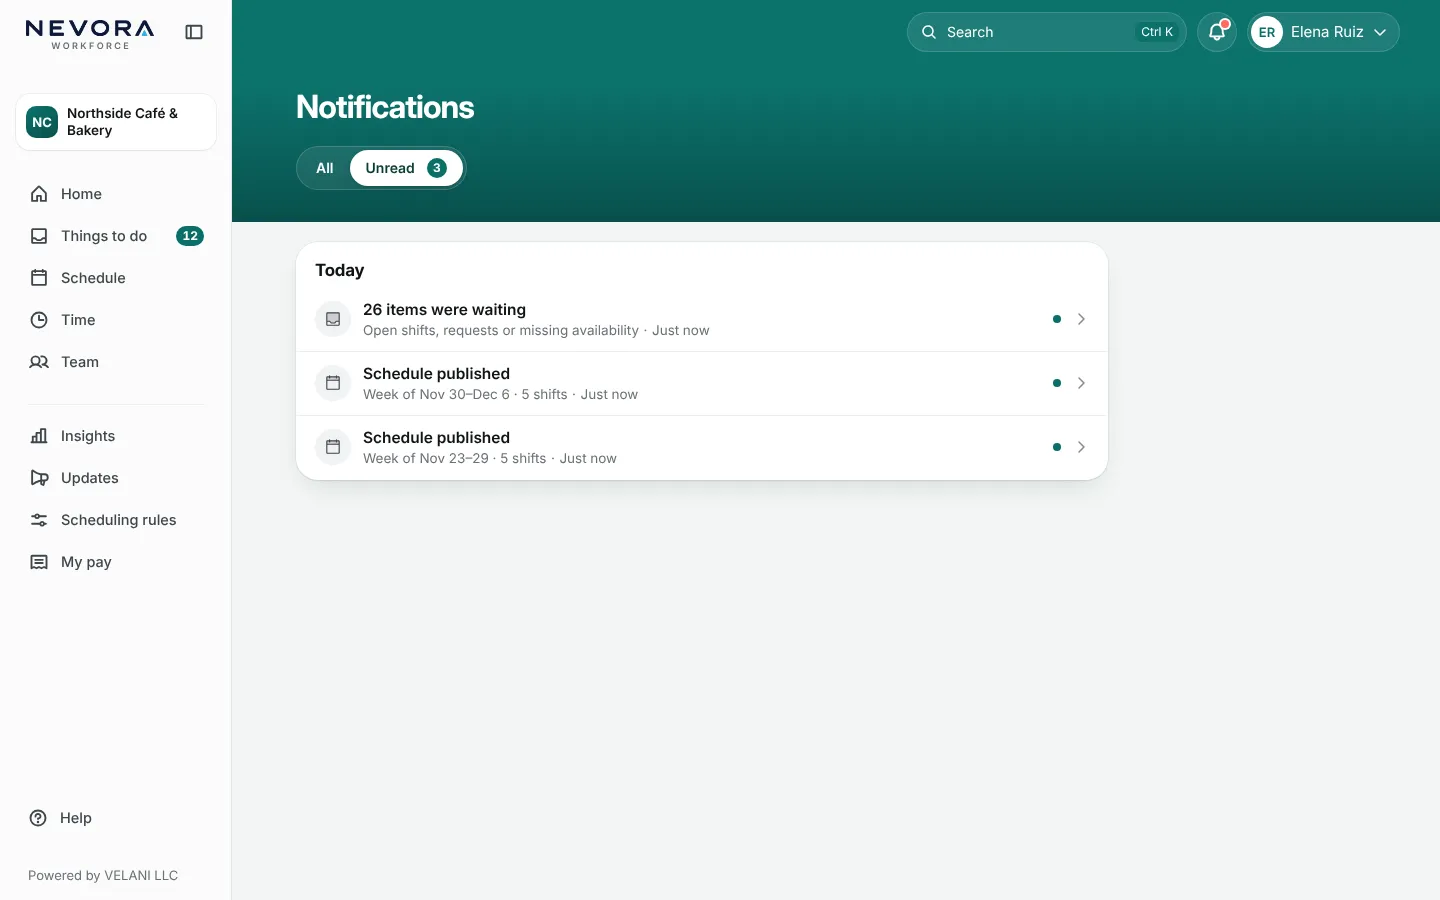 NEVORA
WORKFORCE
Search
Ctrl K
ER
Elena Ruiz
NC
Northside Café &
Bakery
Home
Things to do
12
Schedule
Time
Team
Insights
Updates
Scheduling rules
My pay
Help
Powered by VELANI LLC
Notifications
All
Unread
3
Today
26 items were waiting
Open shifts, requests or missing availability · Just now
Schedule published
Week of Nov 30–Dec 6 · 5 shifts · Just now
Schedule published
Week of Nov 23–29 · 5 shifts · Just now